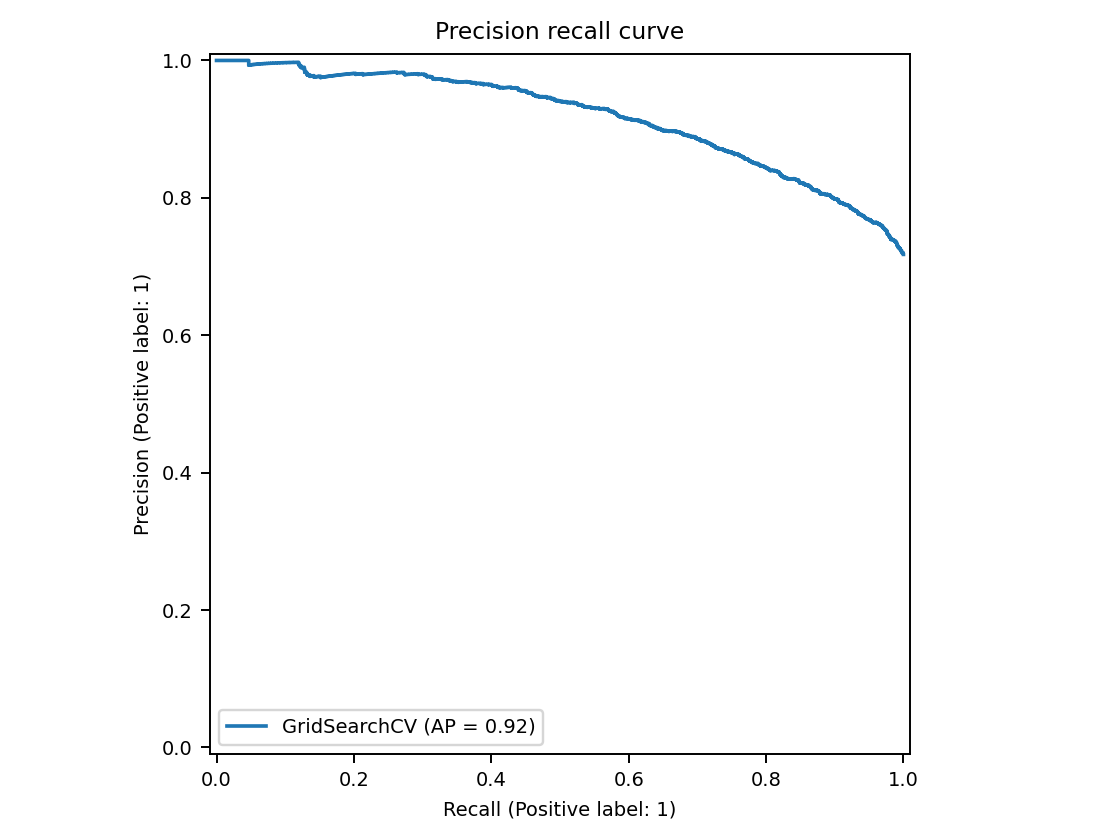 Precision recall curve
1.0
0.8
0.6
0.4
0.2
0.0
Precision (Positive label: 1)
GridSearchCV (AP = 0.92)
0.0 0.2 0.4 0.6 0.8 1.0
Recall (Positive label: 1)